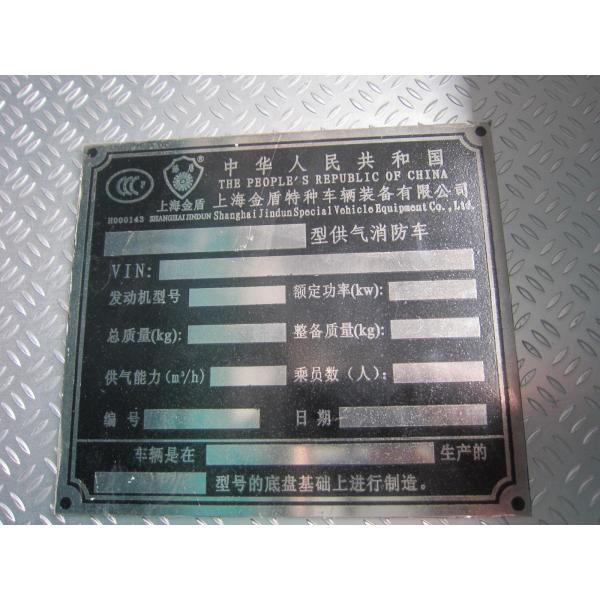 中华人民共和国
THE PEOPLE'S REPUBLIC OF CHINA
上海金盾 上海金盾特种车辆装备有限公司
H000143 SHANGHAI JINDUN Shanghai Jindun Special Vehicle Equipment Co., Ltd.
型供气消防车
VIN:
发动机型号 额定功率(kw):
总质量(kg): 整备质量(kg):
供气能力(m³/h) 乘员数（人）:
编号 日期
车辆是在 生产的
型号的底盘基础上进行制造。